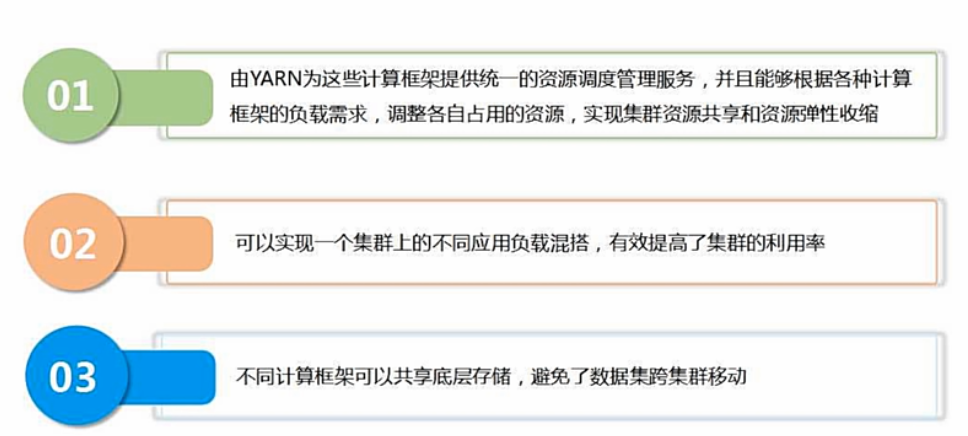 01
由YARN为这些计算框架提供统一的资源调度管理服务，并且能够根据各种计算
框架的负载需求，调整各自占用的资源，实现集群资源共享和资源弹性收缩
02
可以实现一个集群上的不同应用负载混搭，有效提高了集群的利用率
03
不同计算框架可以共享底层存储，避免了数据集跨集群移动